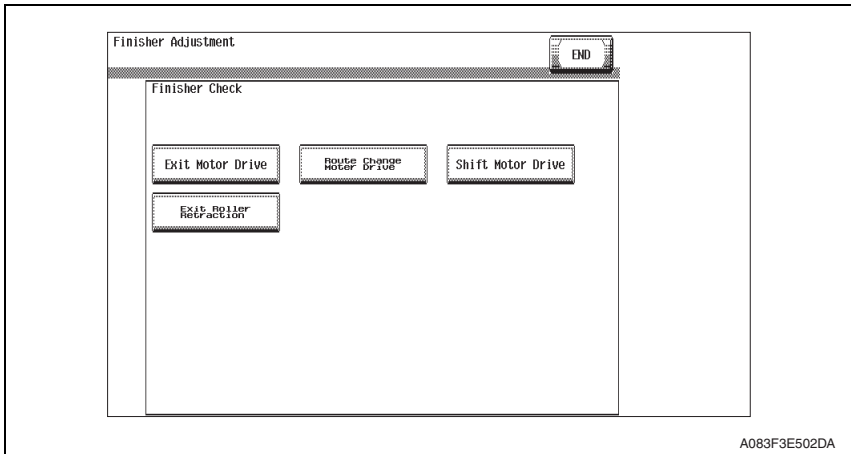 Finisher Adjustment
END
Finisher Check
Exit Motor Drive
Route Change
Moter Drive
Shift Motor Drive
Exit Roller
Retraction
A083F3E502DA